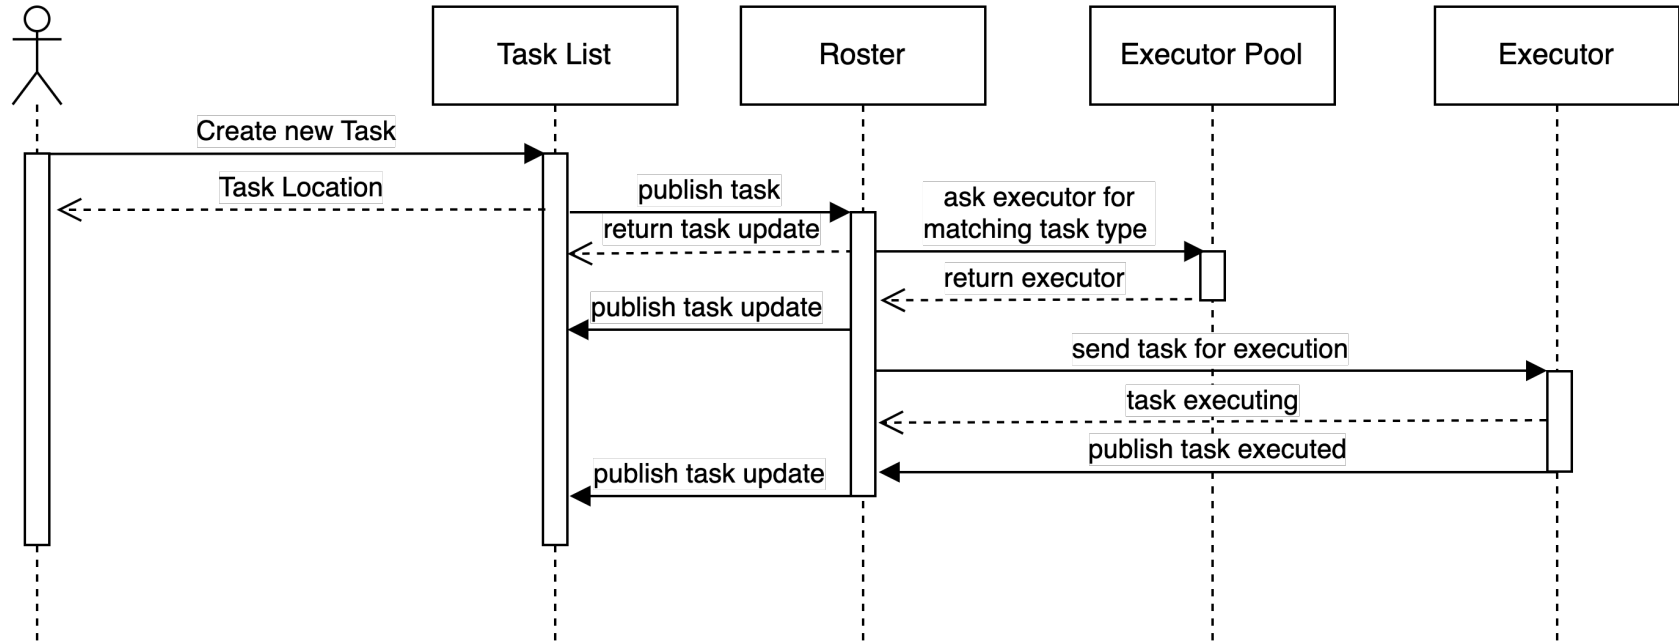 Task List
Roster
Executor Pool
Executor
Create new Task
Task Location
publish task
ask executor for
matching task type
return task update
return executor
publish task update
send task for execution
task executing
publish task executed
publish task update